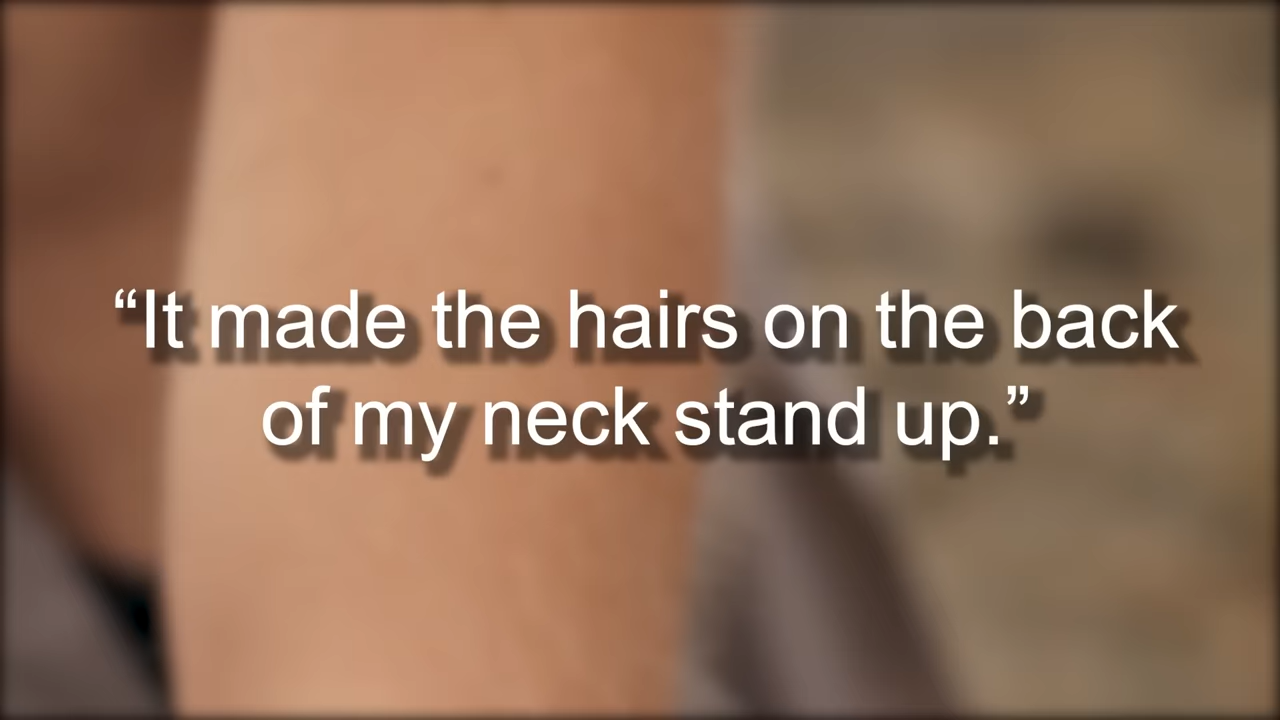 “It made the hairs on the back
of my neck stand up.”